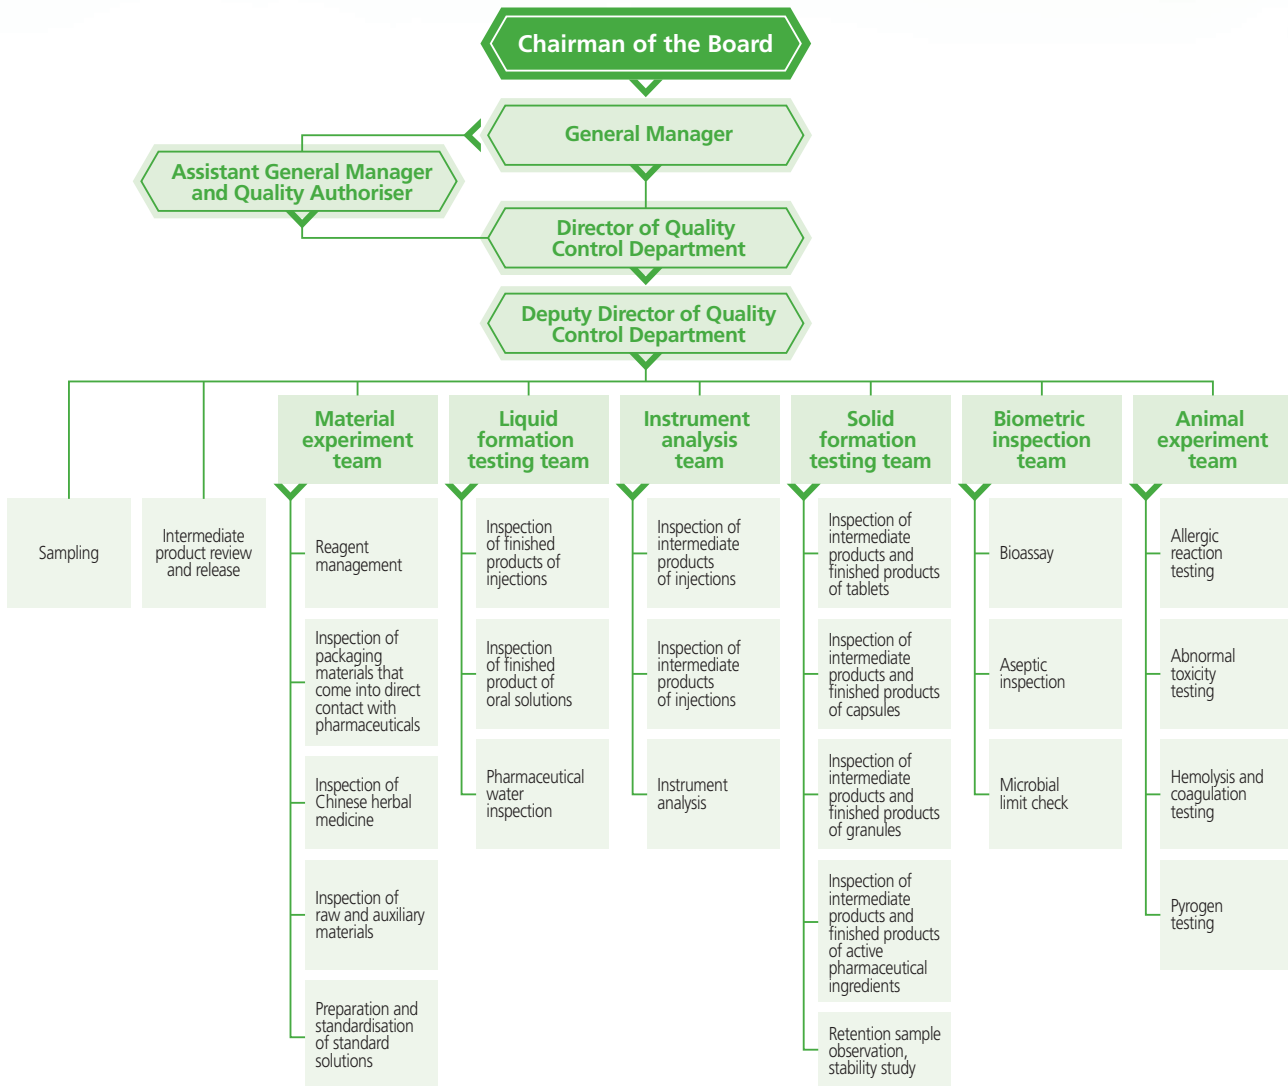 Chairman of the Board
General Manager
Assistant General Manager
and Quality Authoriser
Director of Quality
Control Department
Deputy Director of Quality
Control Department
Sampling
Intermediate
product review
and release
Material
experiment
team
Reagent
management
Inspection of
packaging
materials that
come into direct
contact with
pharmaceuticals
Inspection of
Chinese herbal
medicine
Inspection of
raw and auxiliary
materials
Preparation and
standardisation
of standard
solutions
Liquid
formation
testing team
Inspection
of finished
products of
injections
Inspection
of finished
product of
oral solutions
Pharmaceutical
water
inspection
Instrument
analysis
team
Inspection of
intermediate
products
of injections
Inspection of
intermediate
products
of injections
Instrument
analysis
Solid
formation
testing team
Inspection of
intermediate
products and
finished products
of tablets
Inspection of
intermediate
products and
finished products
of capsules
Inspection of
intermediate
products and
finished products
of granules
Inspection of
intermediate
products and
finished products
of active
pharmaceutical
ingredients
Retention sample
observation,
stability study
Biometric
inspection
team
Bioassay
Aseptic
inspection
Microbial
limit check
Animal
experiment
team
Allergic
reaction
testing
Abnormal
toxicity
testing
Hemolysis and
coagulation
testing
Pyrogen
testing